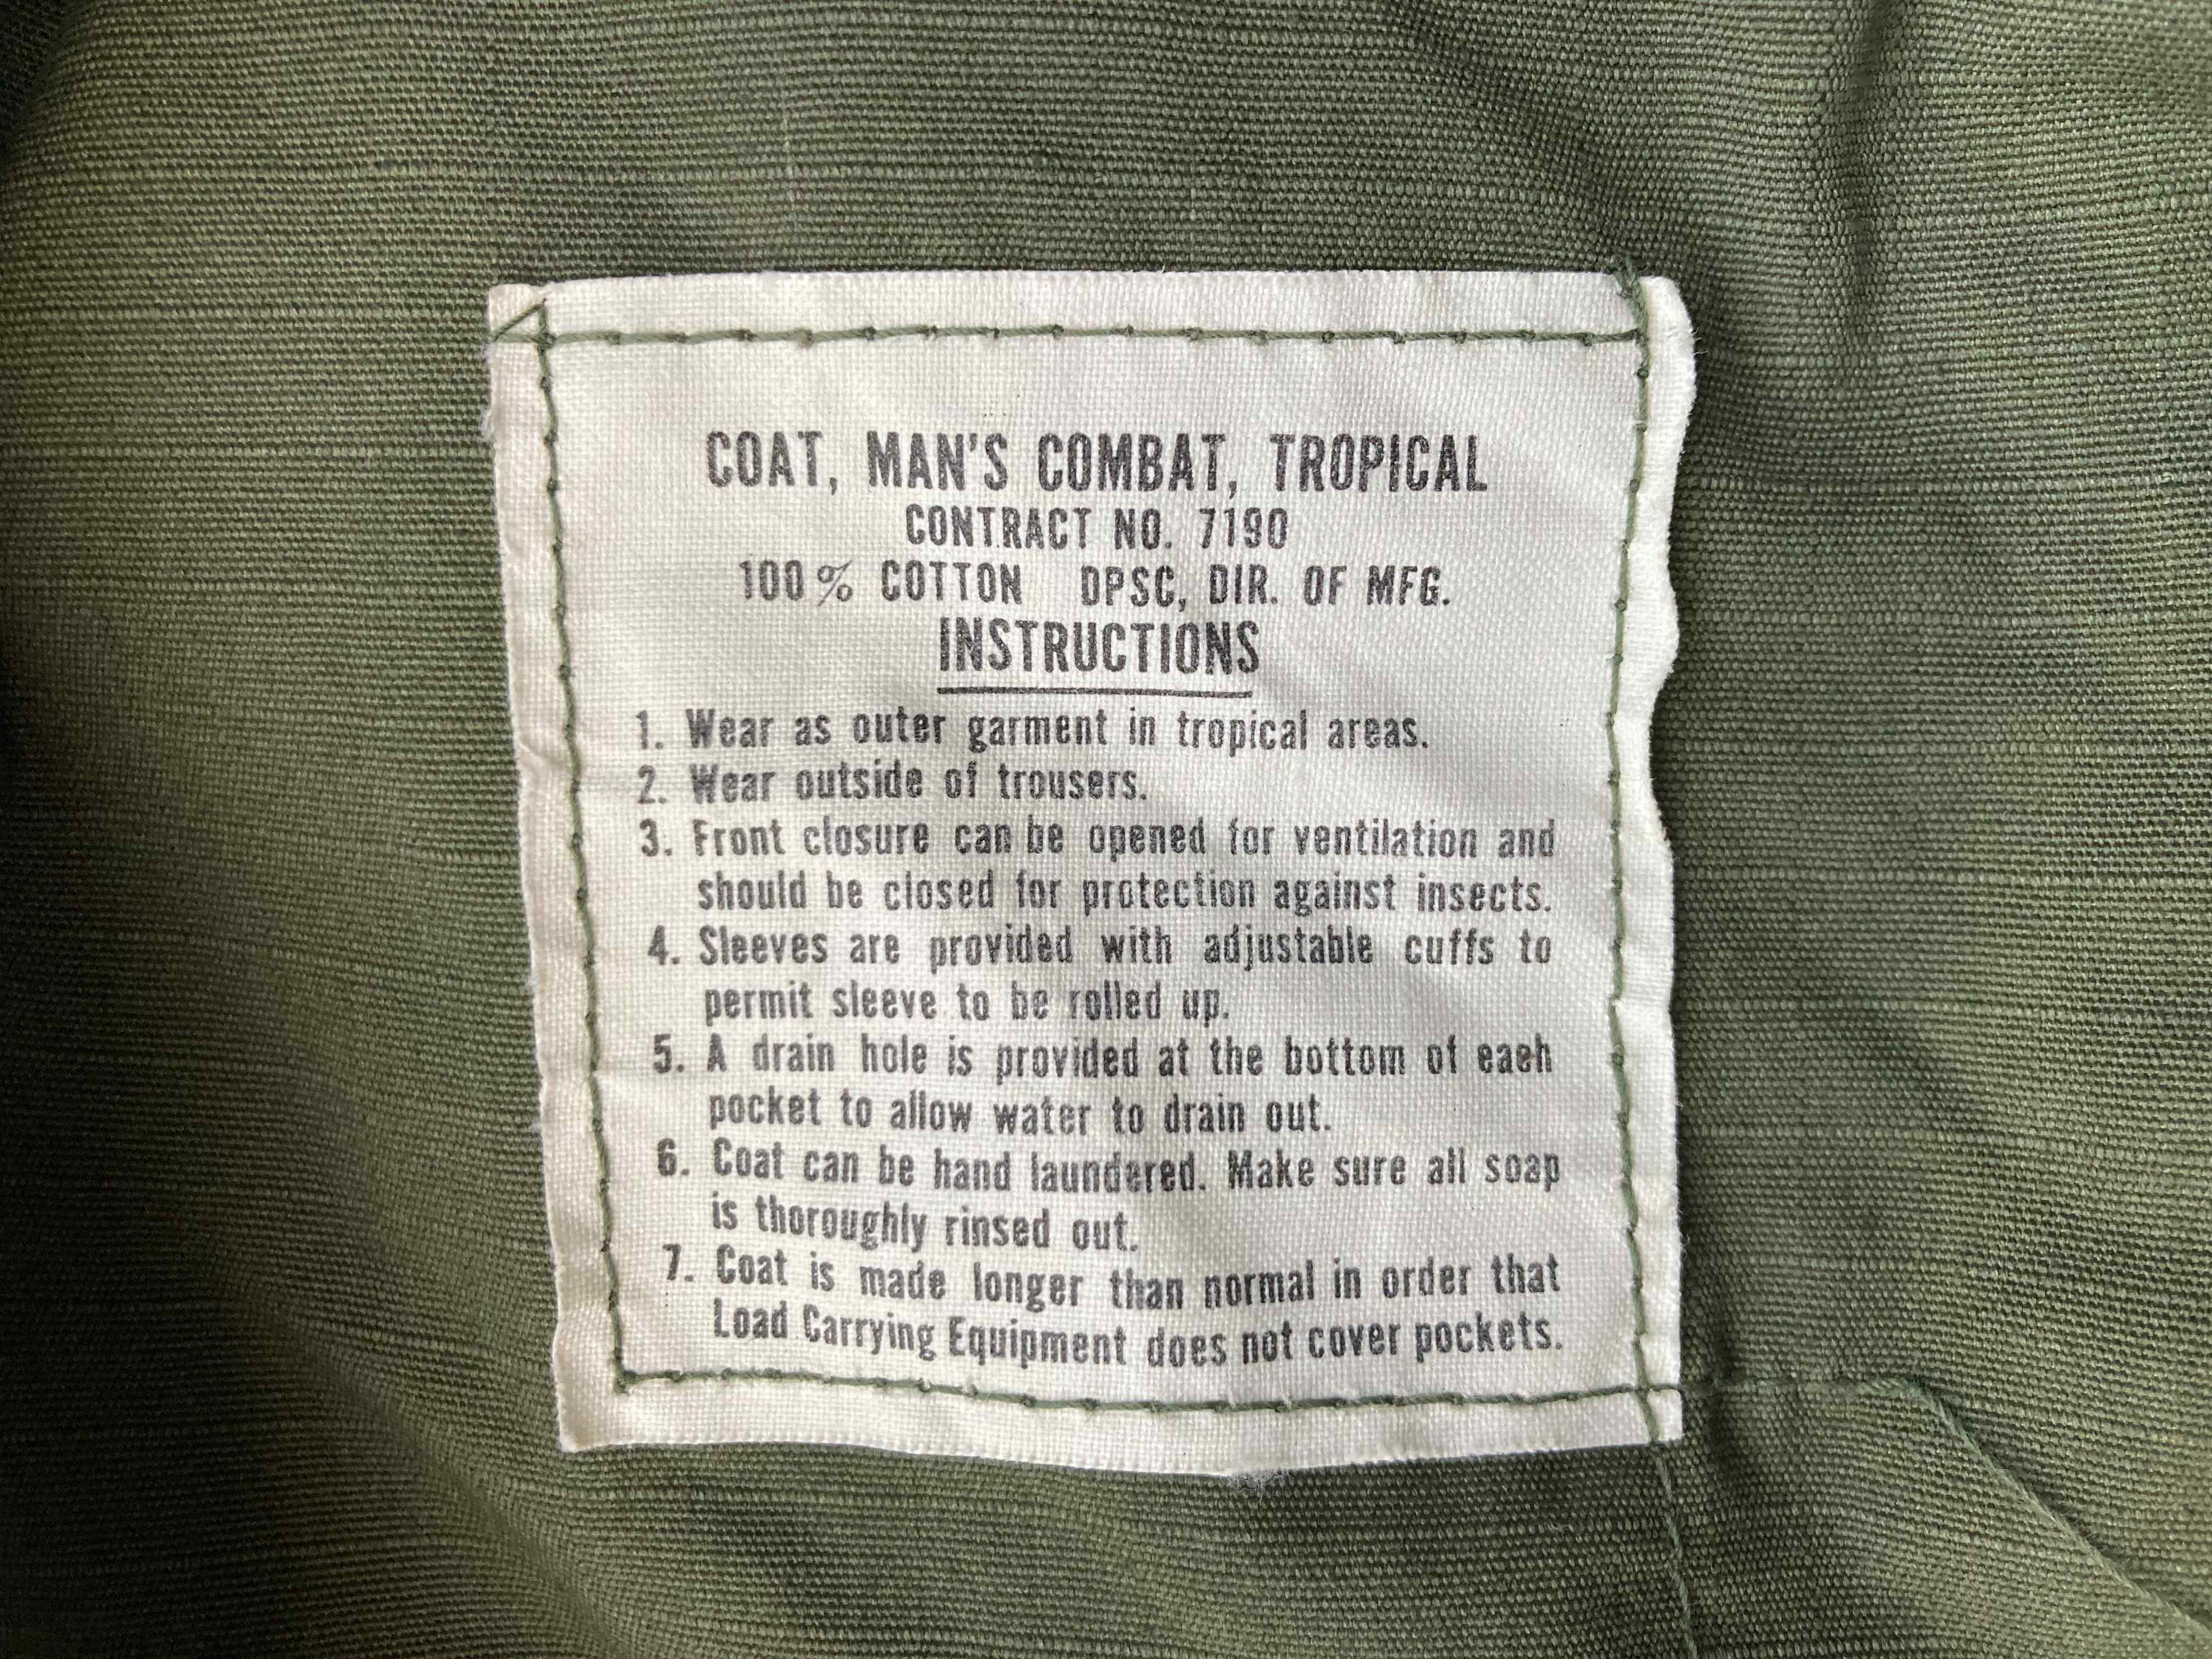 COAT, MAN'S COMBAT, TROPICAL
CONTRACT NO. 7190
100% COTTON DPSC, DIR. OF MFG.
INSTRUCTIONS
1. Wear as outer garment in tropical areas.
2. Wear outside of trousers.
3. Front closure can be opened for ventilation and
should be closed for protection against insects.
4. Sleeves are provided with adjustable cuffs to
permit sleeve to be rolled up.
5. A drain hole is provided at the bottom of each
pocket to allow water to drain out.
6. Coat can be hand laundered. Make sure all soap
is thoroughly rinsed out.
7. Coat is made longer than normal in order that
Load Carrying Equipment does not cover pockets.